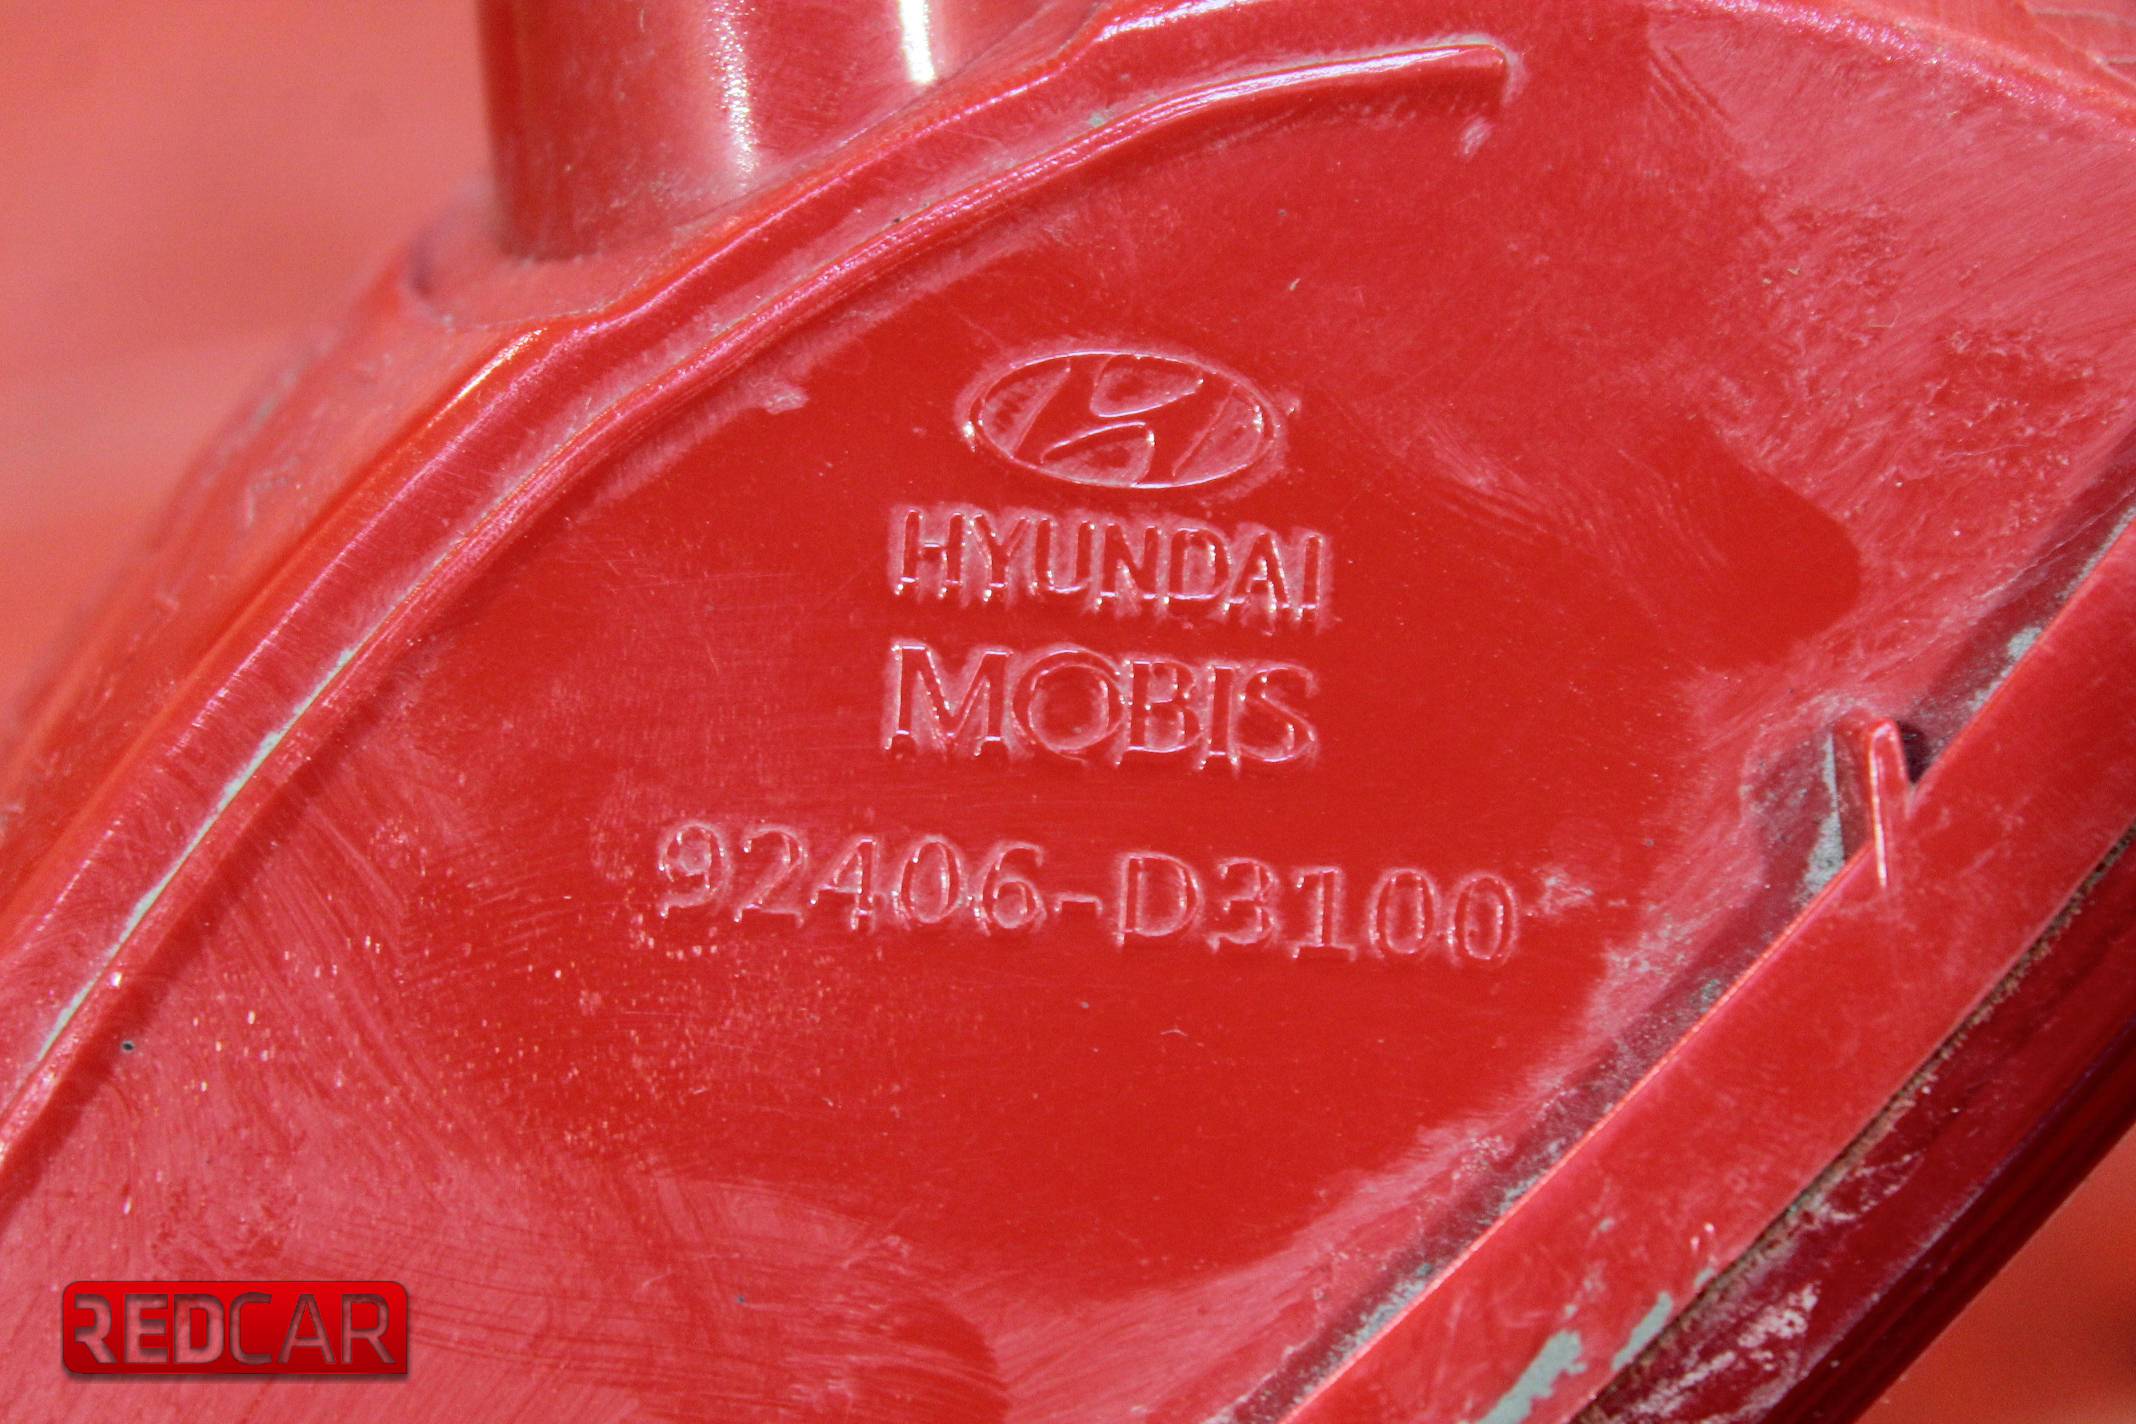 HYUNDAI
MOBIS
92406-D3100
REDCAR